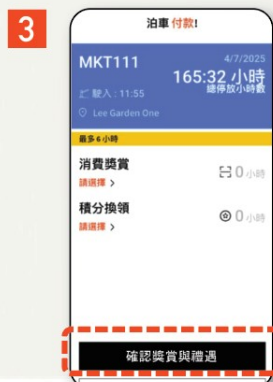 3
泊車 付款!
MKT111
4/7/2025
165:32 小時
總停放小時數
駛入 : 11:55
Lee Garden One
最多 6 小時
消費獎賞
請選擇 >
0 小時
積分換領
請選擇 >
0 小時
確認獎賞與禮遇